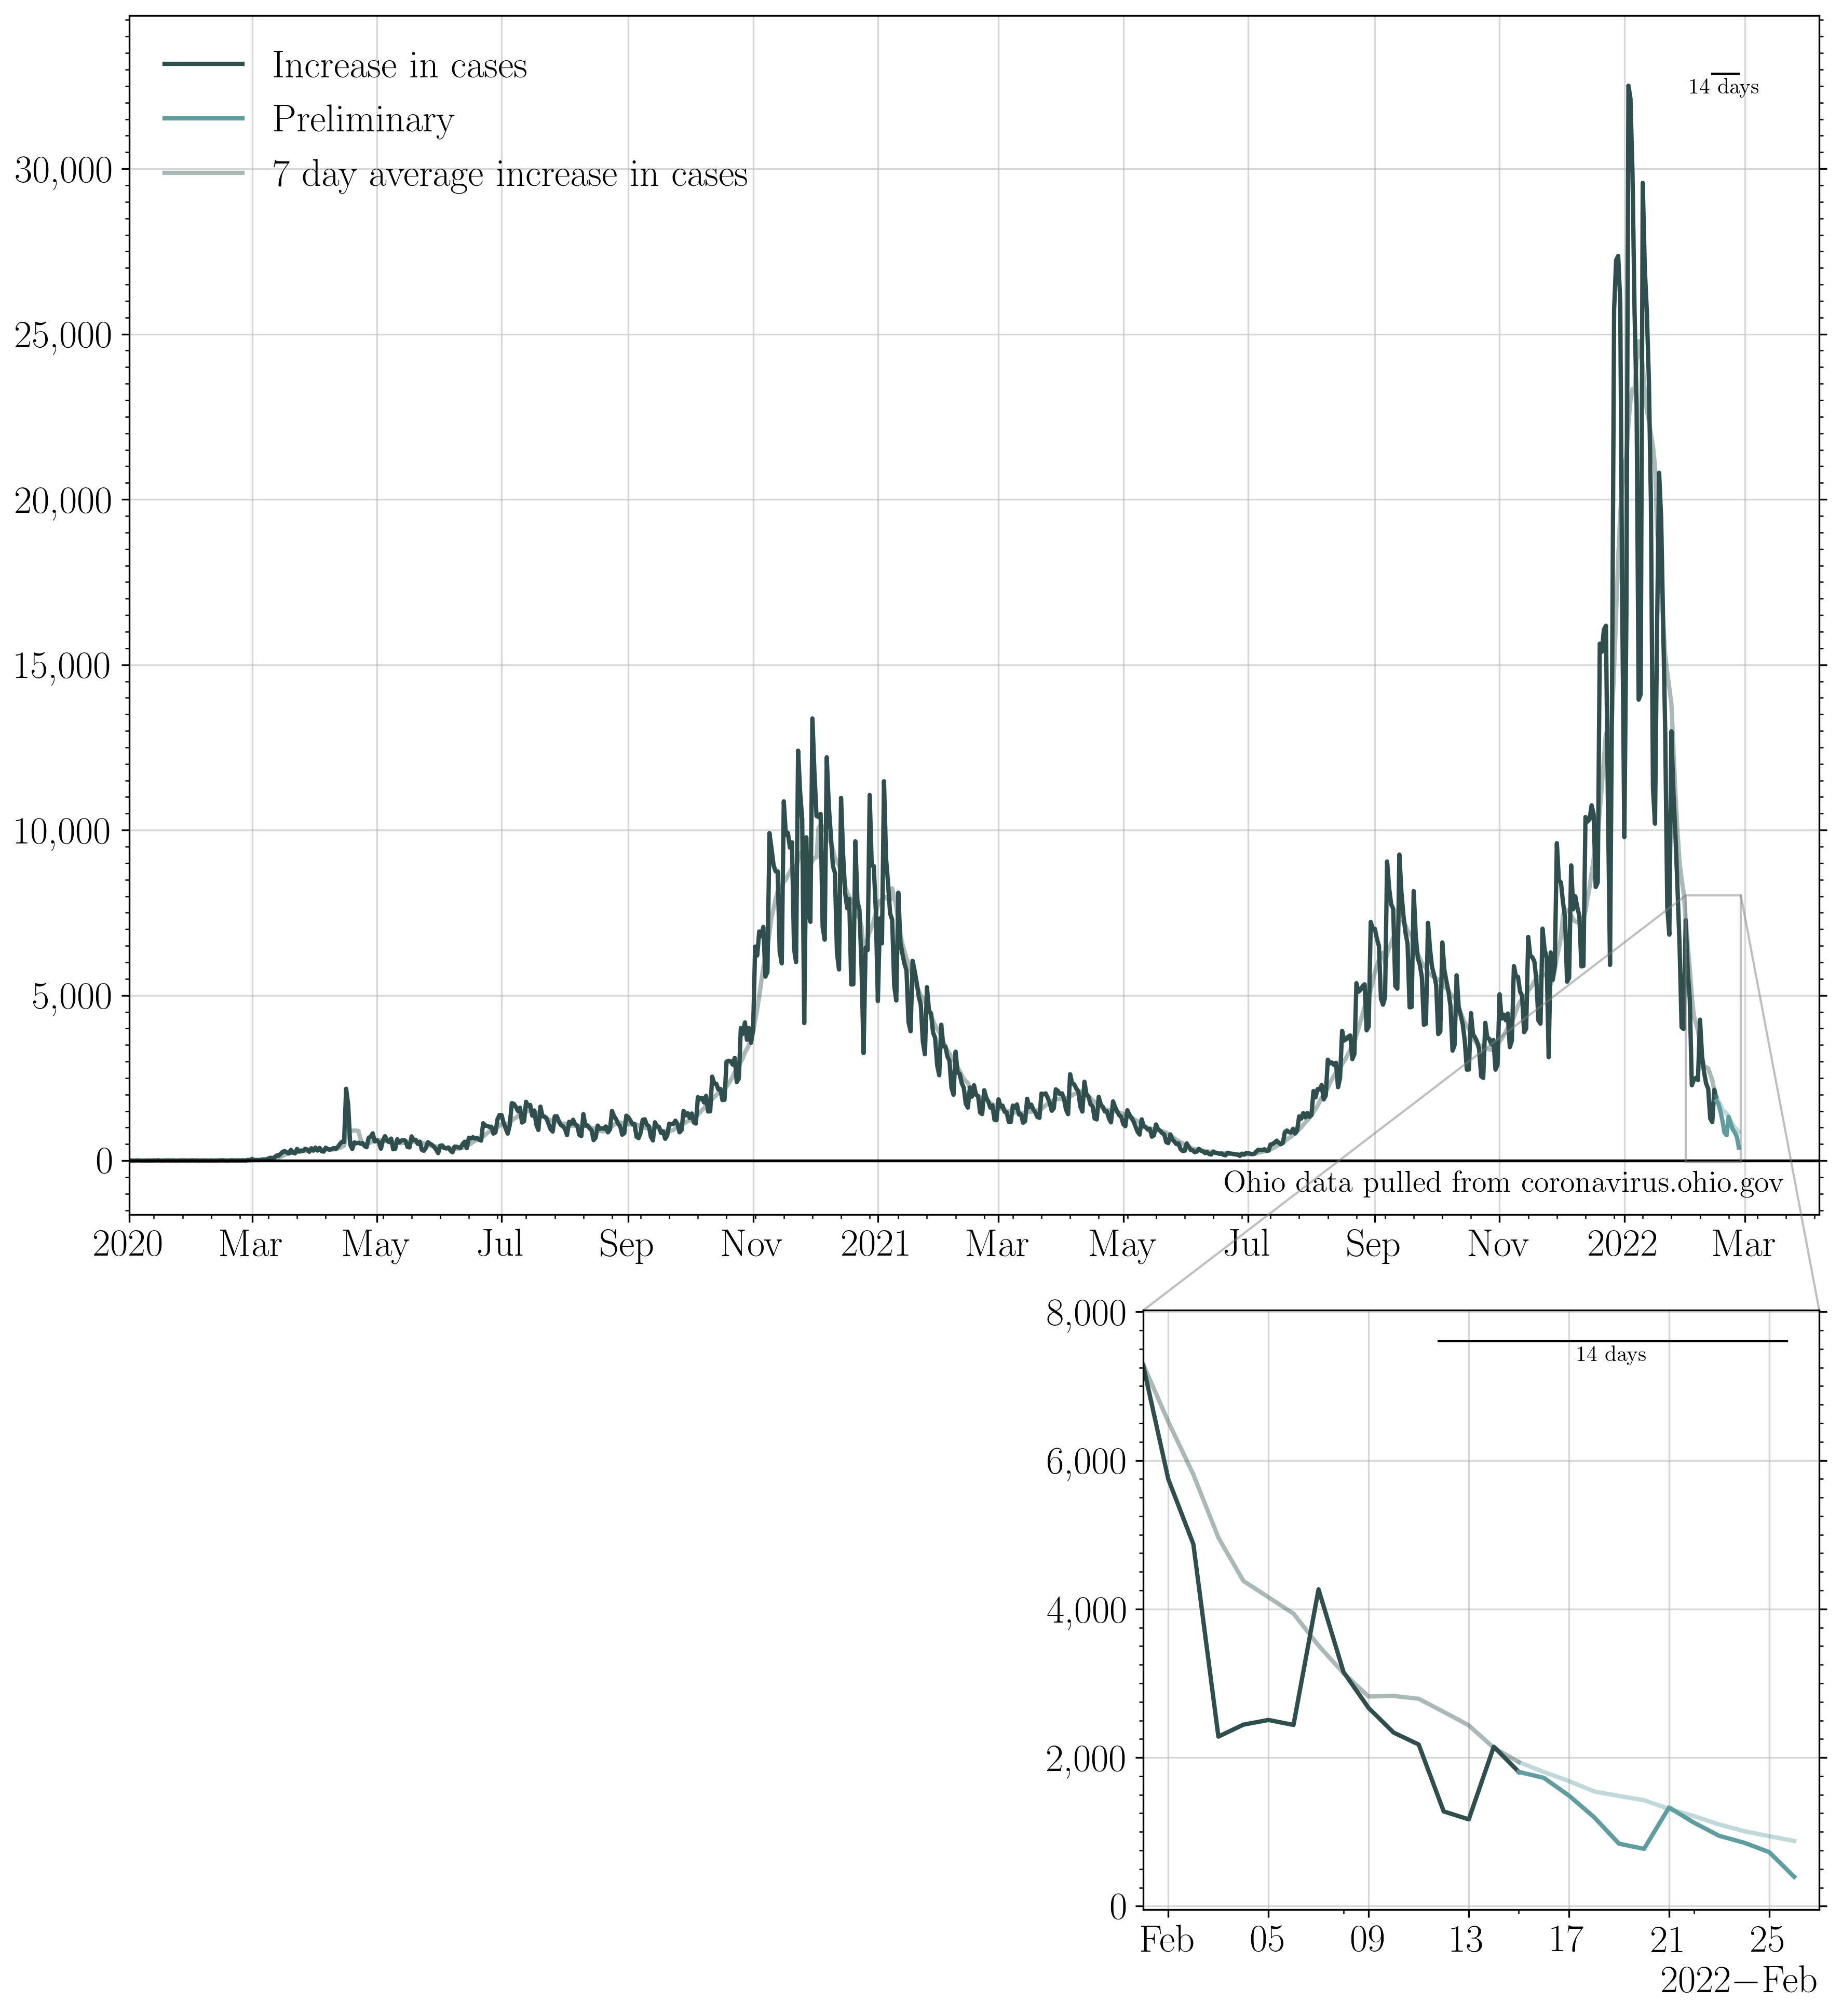 Increase in cases
Preliminary
7 day average increase in cases
14 days
30,000
25,000
20,000
15,000
10,000
5,000
0
Ohio data pulled from coronavirus.ohio.gov
2020 Mar May Jul Sep Nov 2021 Mar May Jul Sep Nov 2022 Mar
8,000
14 days
6,000
4,000
2,000
0
Feb 05 09 13 17 21 25
2022−Feb